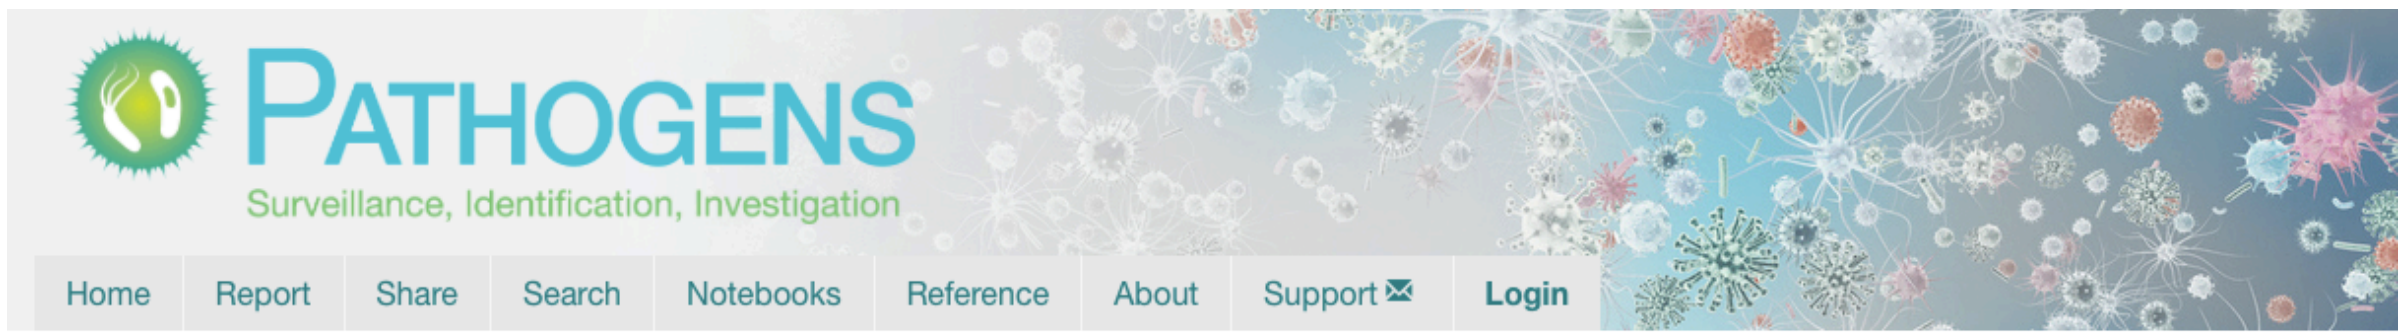 PATHOGENS
Surveillance, Identification, Investigation
Home Report Share Search Notebooks Reference About Support Login